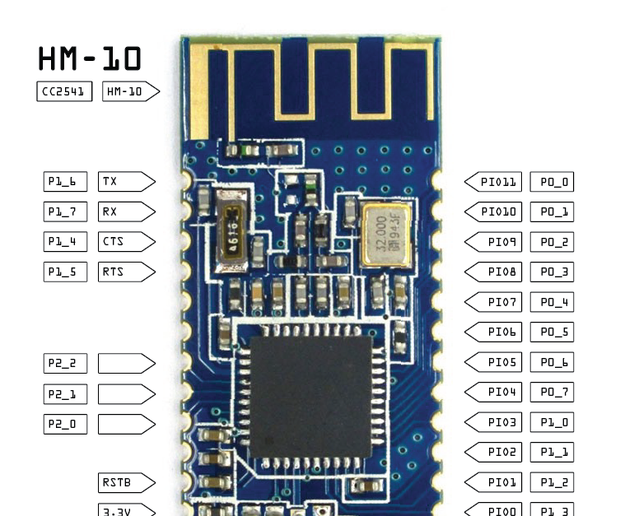 HM-10
CC2541 HM-10
P1_6 TX PIO11 P0_0
P1_7 RX PIO10 P0_1
P1_4 CTS PIO9 P0_2
P1_5 RTS PIO8 P0_3
PIO7 P0_4
PIO6 P0_5
P2_2 PIO5 P0_6
P2_1 PIO4 P0_7
P2_0 PIO3 P1_0
PIO2 P1_1
RSTB PIO1 P1_2
3.3V PIO0 P1_3
32.000